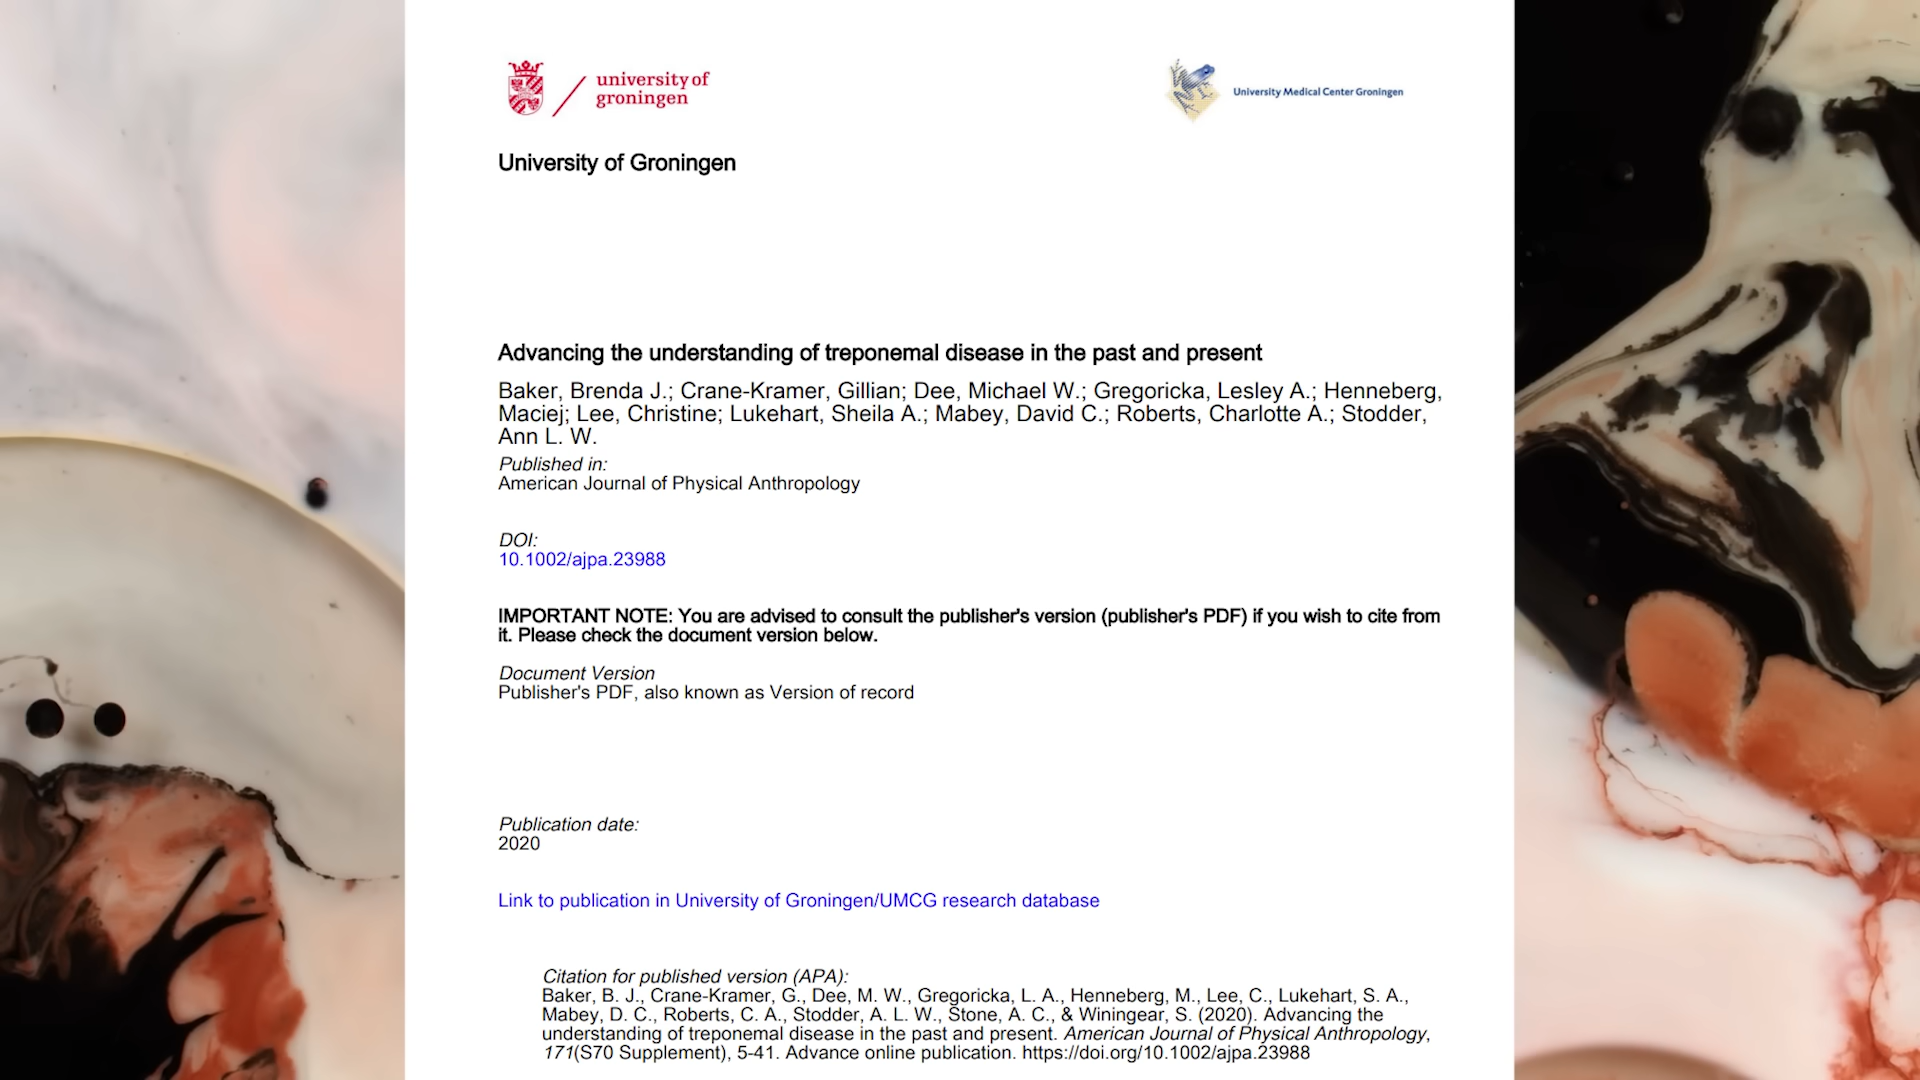 university of
groningen
University Medical Center Groningen
University of Groningen
Advancing the understanding of treponemal disease in the past and present
Baker, Brenda J.; Crane-Kramer, Gillian; Dee, Michael W.; Gregoricka, Lesley A.; Henneberg,
Maciej; Lee, Christine; Lukehart, Sheila A.; Mabey, David C.; Roberts, Charlotte A.; Stodder,
Ann L. W.
Published in:
American Journal of Physical Anthropology
DOI:
10.1002/ajpa.23988
IMPORTANT NOTE: You are advised to consult the publisher's version (publisher's PDF) if you wish to cite from
it. Please check the document version below.
Document Version
Publisher's PDF, also known as Version of record
Publication date:
2020
Link to publication in University of Groningen/UMCG research database
Citation for published version (APA):
Baker, B. J., Crane-Kramer, G., Dee, M. W., Gregoricka, L. A., Henneberg, M., Lee, C., Lukehart, S. A.,
Mabey, D. C., Roberts, C. A., Stodder, A. L. W., Stone, A. C., & Winingear, S. (2020). Advancing the
understanding of treponemal disease in the past and present. American Journal of Physical Anthropology,
171(S70 Supplement), 5-41. Advance online publication. https://doi.org/10.1002/ajpa.23988